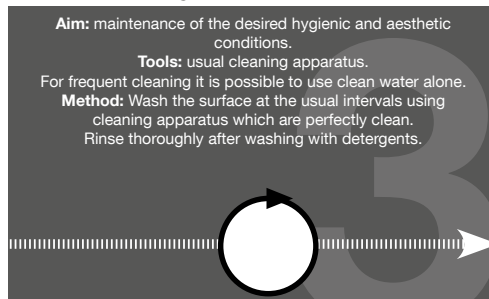 Aim: maintenance of the desired hygienic and aesthetic
conditions.
Tools: usual cleaning apparatus.
For frequent cleaning it is possible to use clean water alone.
Method: Wash the surface at the usual intervals using
cleaning apparatus which are perfectly clean.
Rinse thoroughly after washing with detergents.
3